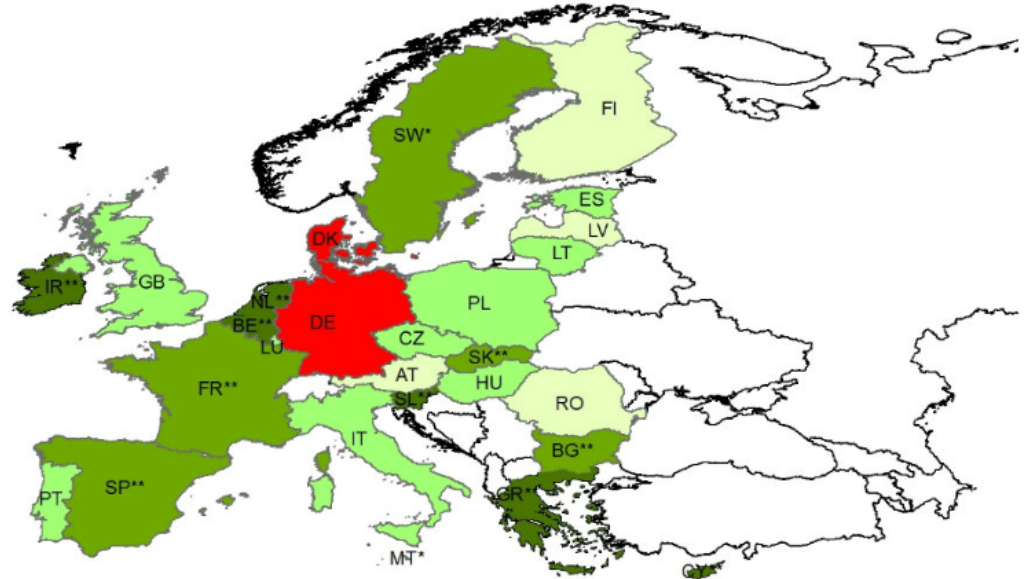 FI
SW*
ES
LV
LT
DK
GB
IR**
NL**
PL
DE
BE**
CZ
LU
SK**
AT
HU
FR**
SL**
RO
IT
BG**
SP**
PT
GR**
MT*